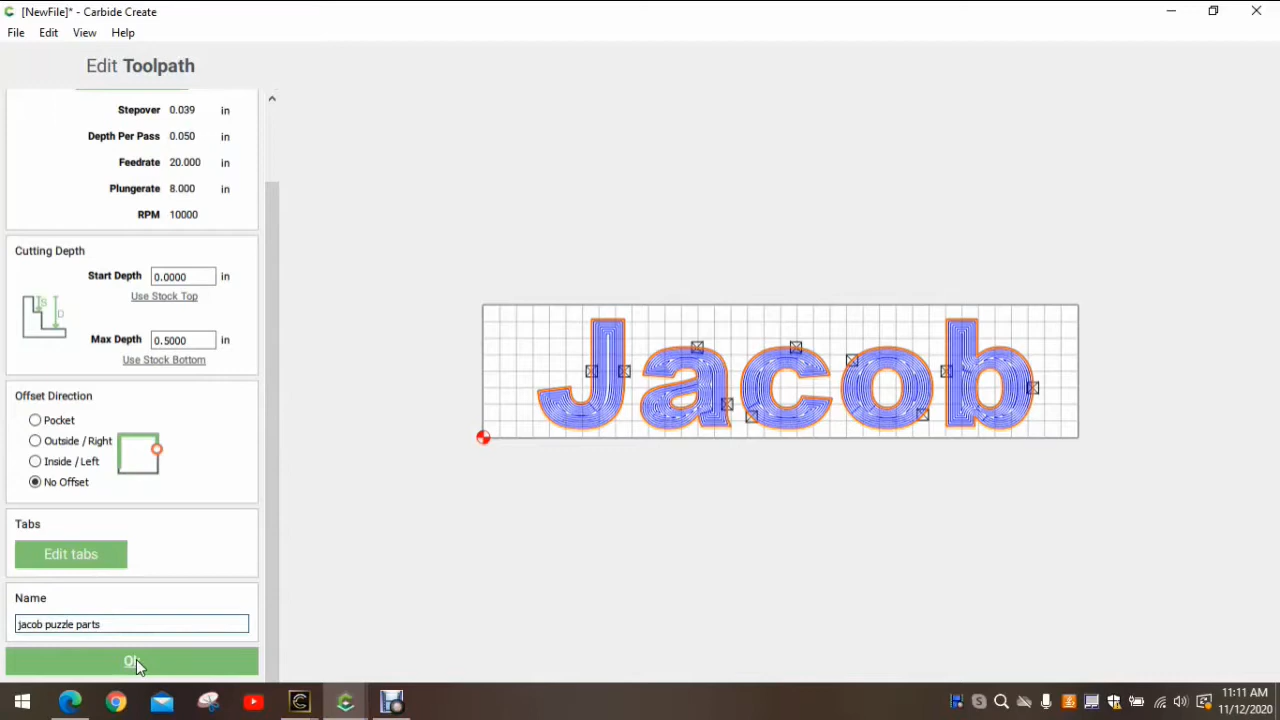 [NewFile]* - Carbide Create
File Edit View Help
Edit Toolpath
Stepover 0.039 in
Depth Per Pass 0.050 in
Feedrate 20.000 in
Plungerate 8.000 in
RPM 10000
Cutting Depth
Start Depth 0.0000 in
Use Stock Top
S
D
Max Depth 0.5000 in
Use Stock Bottom
Offset Direction
Pocket
Outside / Right
Inside / Left
No Offset
Tabs
Edit tabs
Name
jacob puzzle parts
Jacob
11:11 AM
11/12/2020